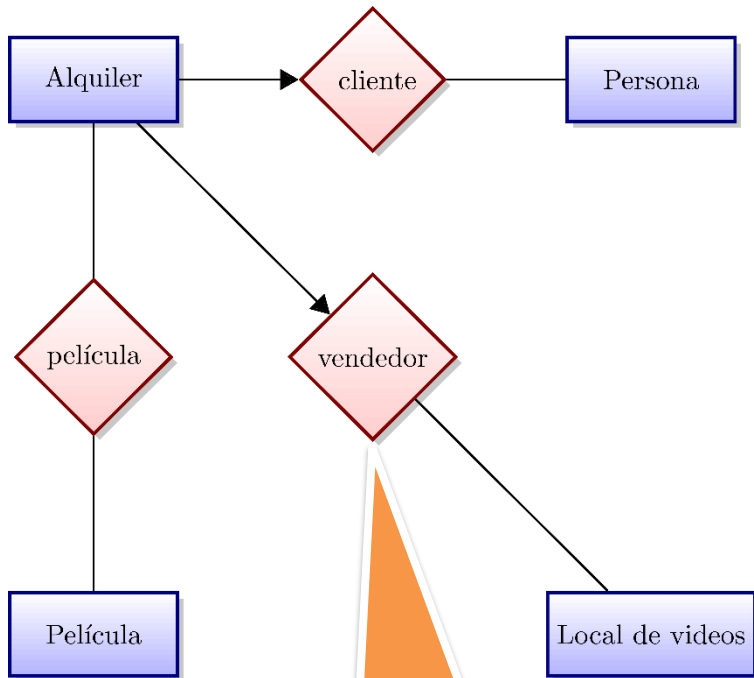 Alquiler
cliente
Persona
película
vendedor
Película
Local de videos